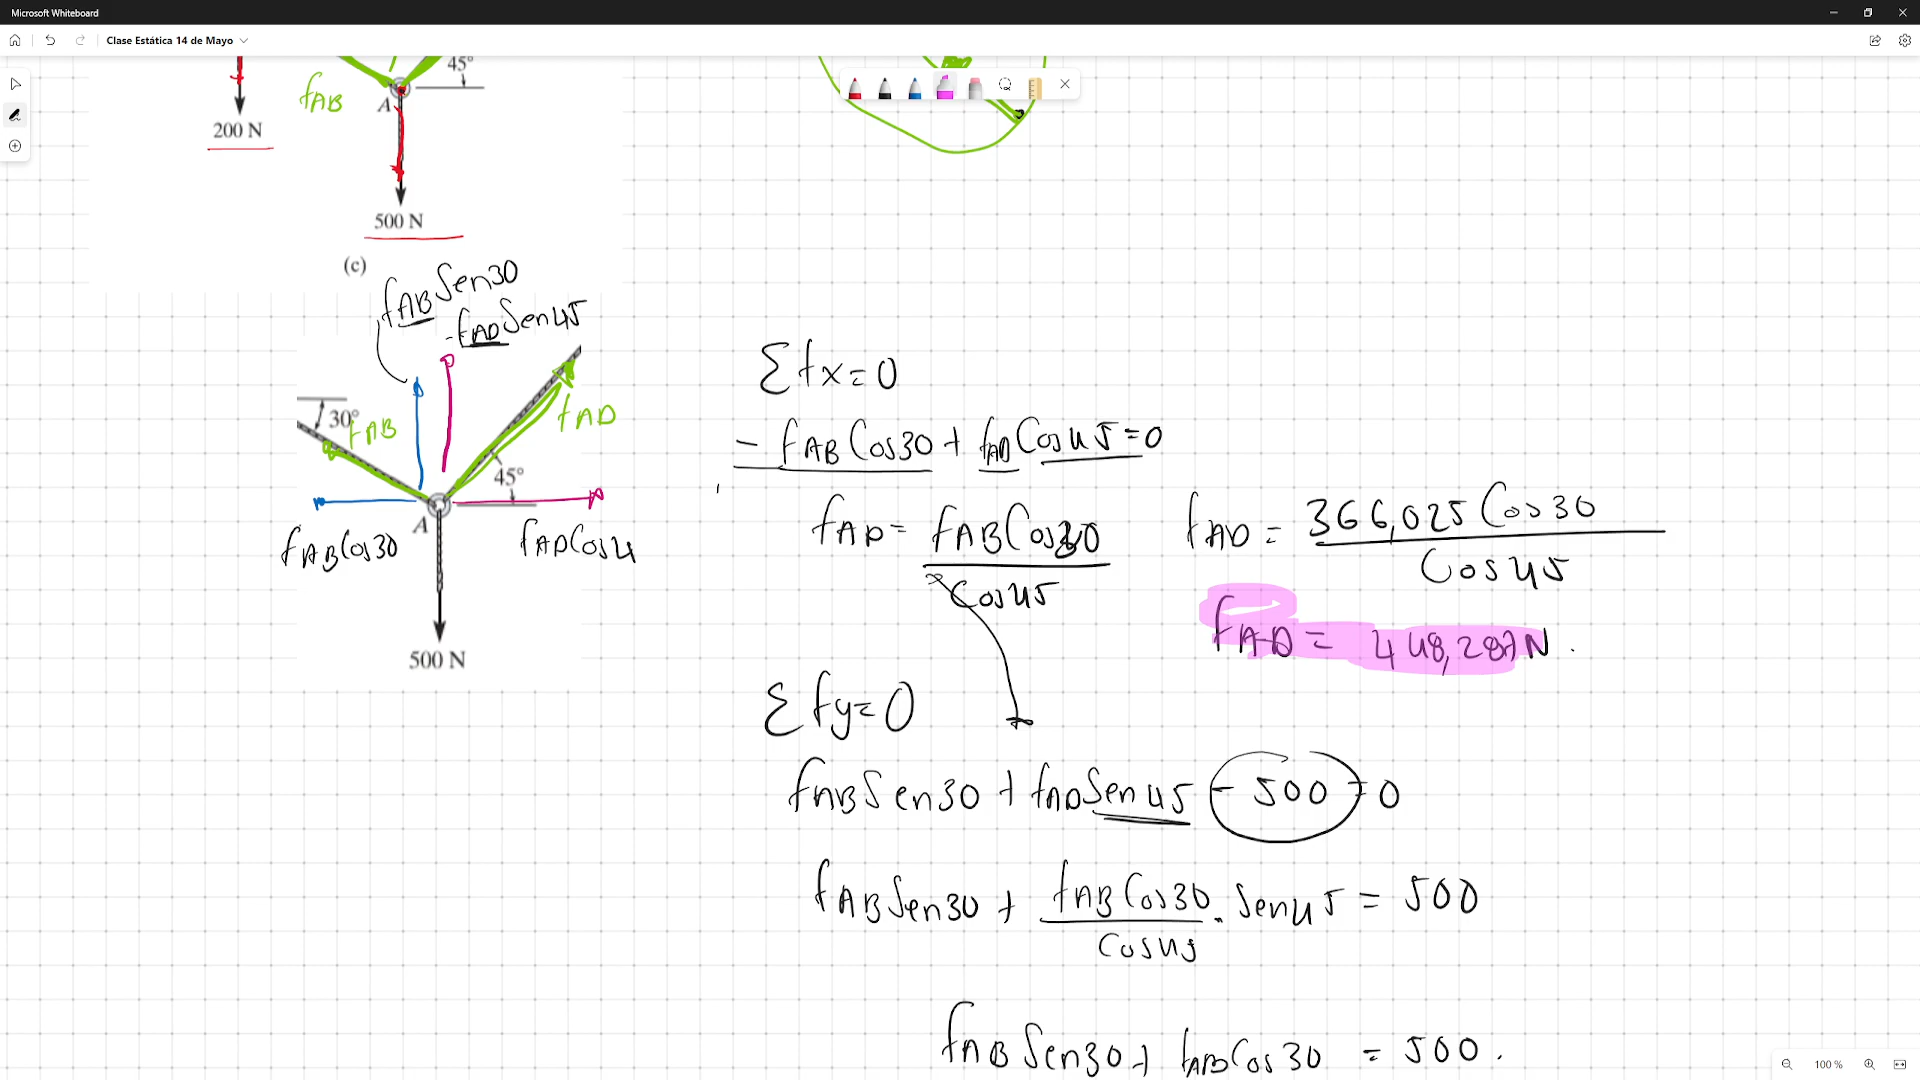 Microsoft Whiteboard
Clase Estática 14 de Mayo
45°
fAB
A
200 N
500 N
(c)
fAB Sen30
fAD Sen45
30°
fAB
fAD
45°
A
fAB Cos30
fAD Cos4
500 N
Σfx=0
- fAB Cos30 + fAD Cos45 = 0
fAD = fAB Cos30
Cos45
fAD = 366,025 Cos30
Cos45
fAD = 448,287N.
Σfy=0
fAB Sen30 + fAD Sen45 - 500 = 0
fAB Sen30 + fAB Cos30 . Sen45 = 500
Cos45
fAB Sen30 + fAB Cos30 = 500.
100 %